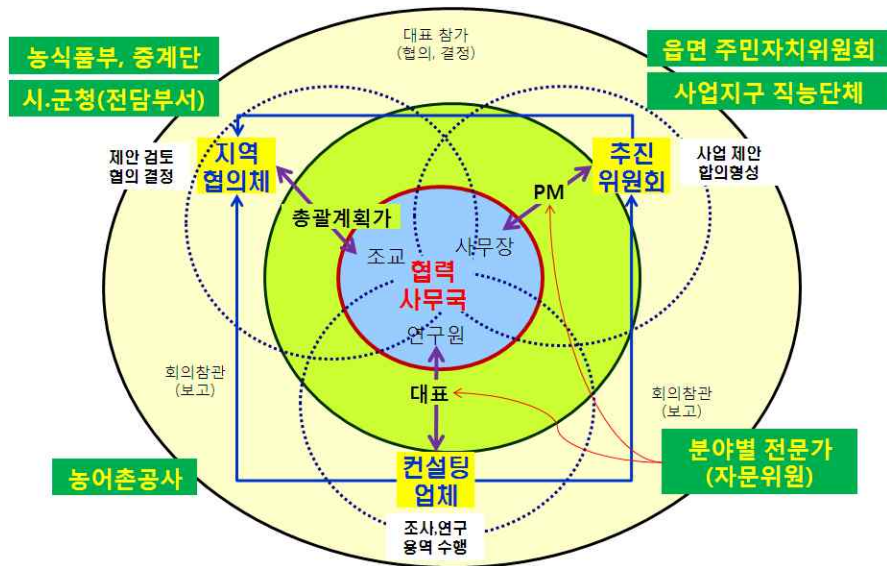 대표 참가
(협의, 결정)
농식품부, 중계단
시.군청(전담부서)
읍면 주민자치위원회
사업지구 직능단체
제안 검토
협의 결정
지역
협의체
추진
위원회
사업 제안
합의형성
PM
총괄계획가
조교
사무장
협력
사무국
연구원
회의참관
(보고)
대표
회의참관
(보고)
농어촌공사
컨설팅
업체
분야별 전문가
(자문위원)
조사,연구
용역 수행